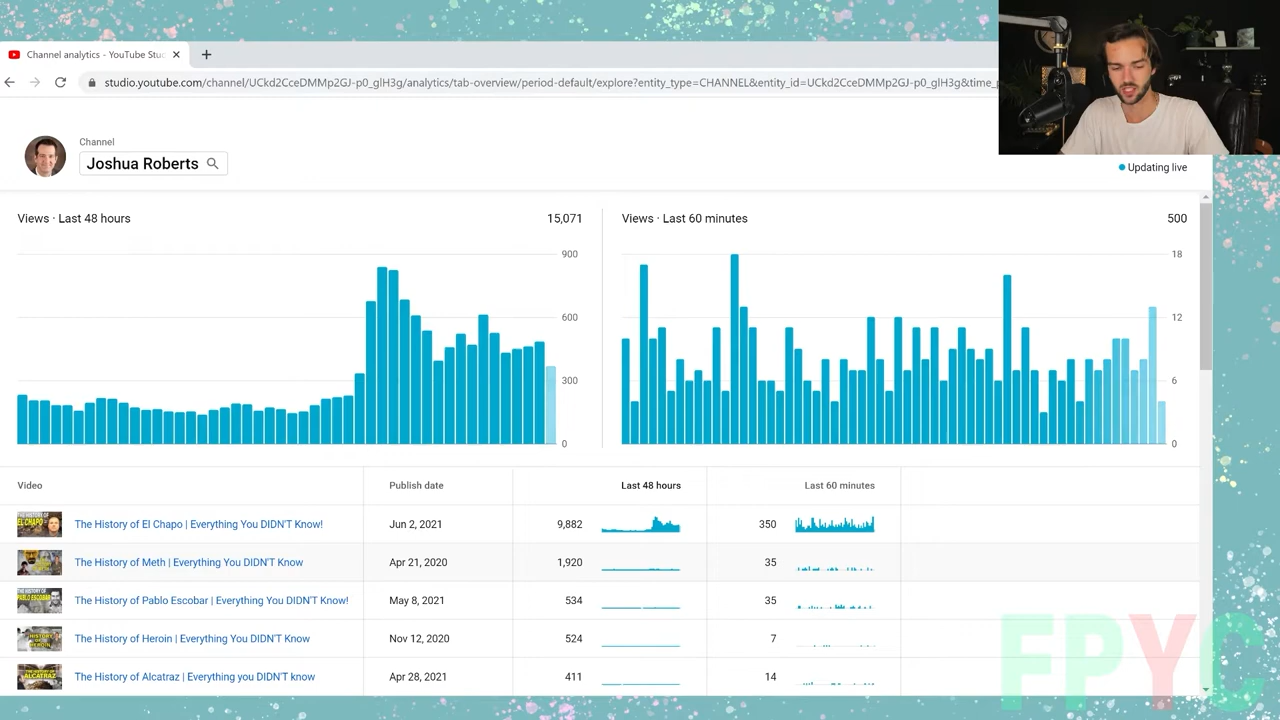 Channel analytics - YouTube Stu
studio.youtube.com/channel/UCkd2CceDMMp2GJ-p0_glH3g/analytics/tab-overview/period-default/explore?entity_type=CHANNEL&entity_id=UCkd2CceDMMp2GJ-p0_glH3g&time_p
Channel
Joshua Roberts
Updating live
Views · Last 48 hours 15,071
900
600
300
0
Views · Last 60 minutes 500
18
12
6
0
Video Publish date Last 48 hours Last 60 minutes
The History of El Chapo | Everything You DIDN'T Know! Jun 2, 2021 9,882 350
The History of Meth | Everything You DIDN'T Know Apr 21, 2020 1,920 35
The History of Pablo Escobar | Everything You DIDN'T Know! May 8, 2021 534 35
The History of Heroin | Everything You DIDN'T Know Nov 12, 2020 524 7
The History of Alcatraz | Everything you DIDN'T Know Apr 28, 2021 411 14
FPYC